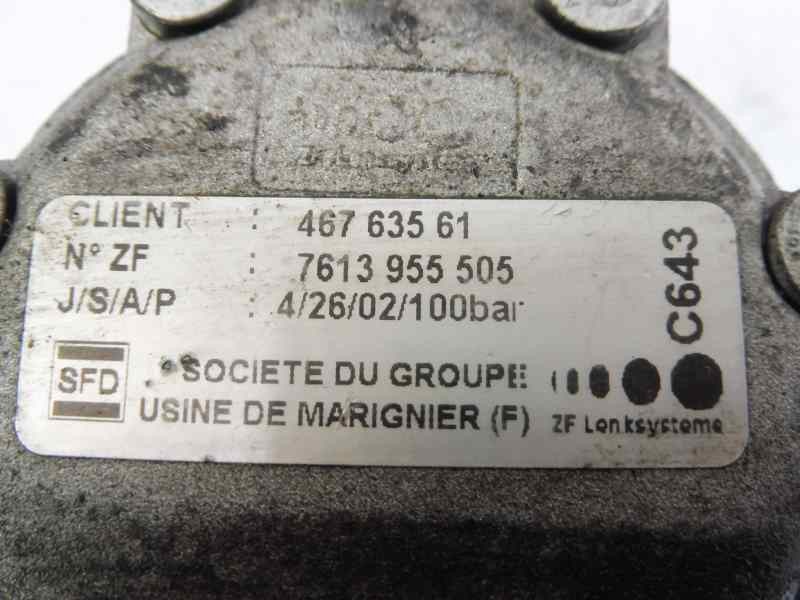 CLIENT : 467 635 61
N° ZF : 7613 955 505
J/S/A/P : 4/26/02/100bar
C643
SFD SOCIETE DU GROUPE
USINE DE MARIGNIER (F) ZF Lenksysteme